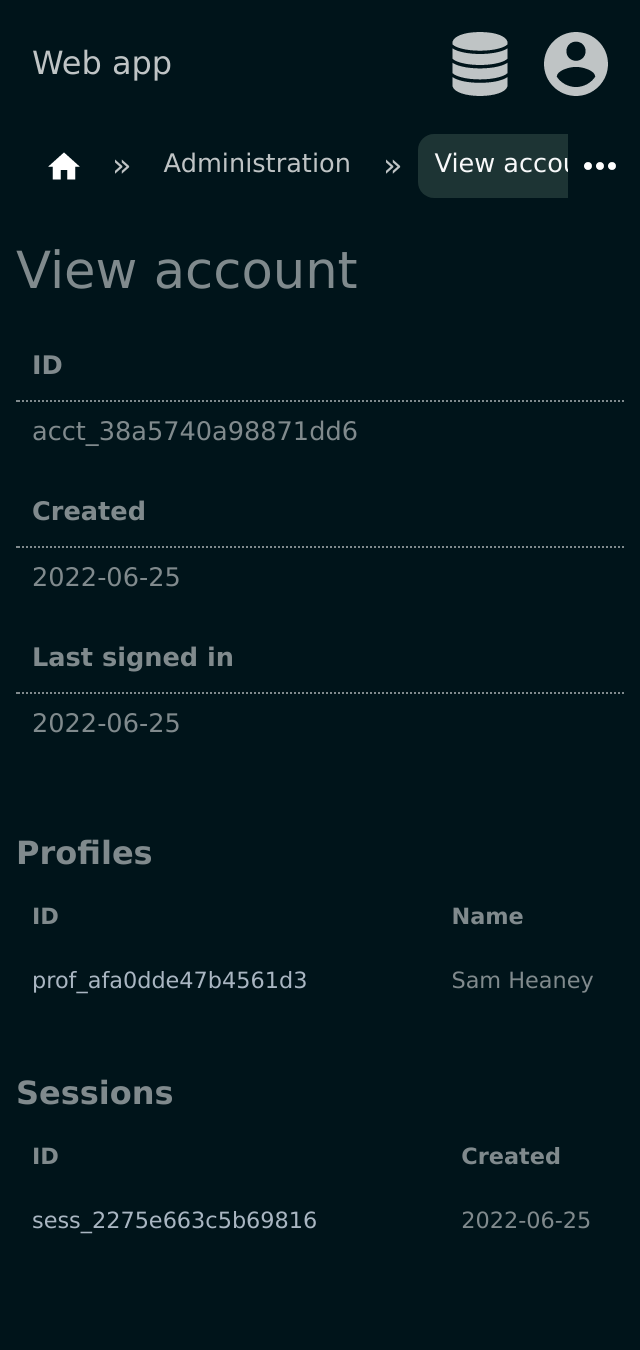 Web app
» Administration » View accou
View account
ID
acct_38a5740a98871dd6
Created
2022-06-25
Last signed in
2022-06-25
Profiles
ID Name
prof_afa0dde47b4561d3 Sam Heaney
Sessions
ID Created
sess_2275e663c5b69816 2022-06-25